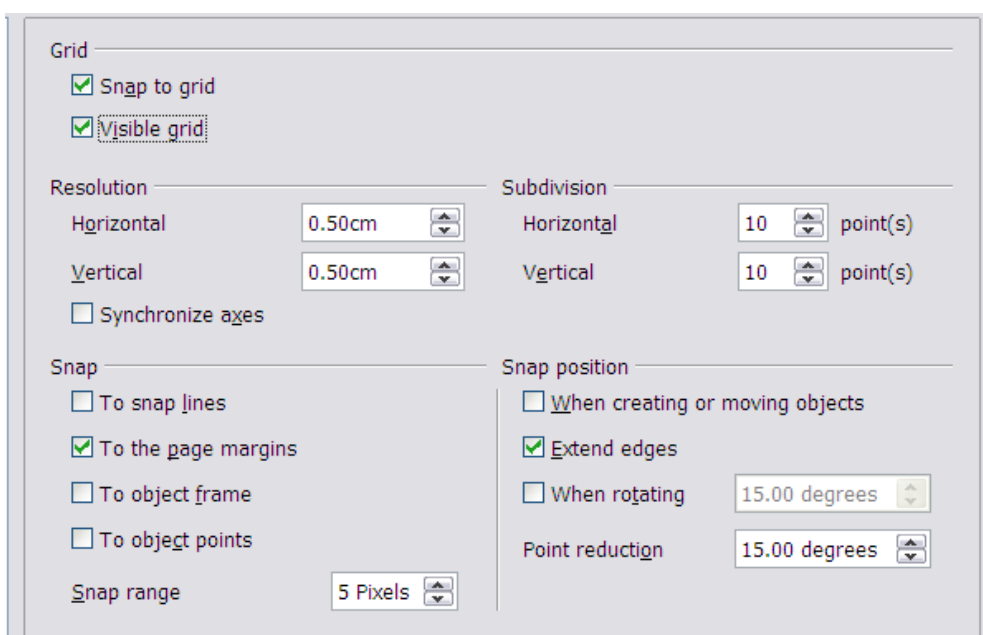 Grid
Snap to grid
Visible grid
Resolution
Horizontal 0.50cm
Vertical 0.50cm
Synchronize axes
Subdivision
Horizontal 10 point(s)
Vertical 10 point(s)
Snap
To snap lines
To the page margins
To object frame
To object points
Snap range 5 Pixels
Snap position
When creating or moving objects
Extend edges
When rotating 15.00 degrees
Point reduction 15.00 degrees